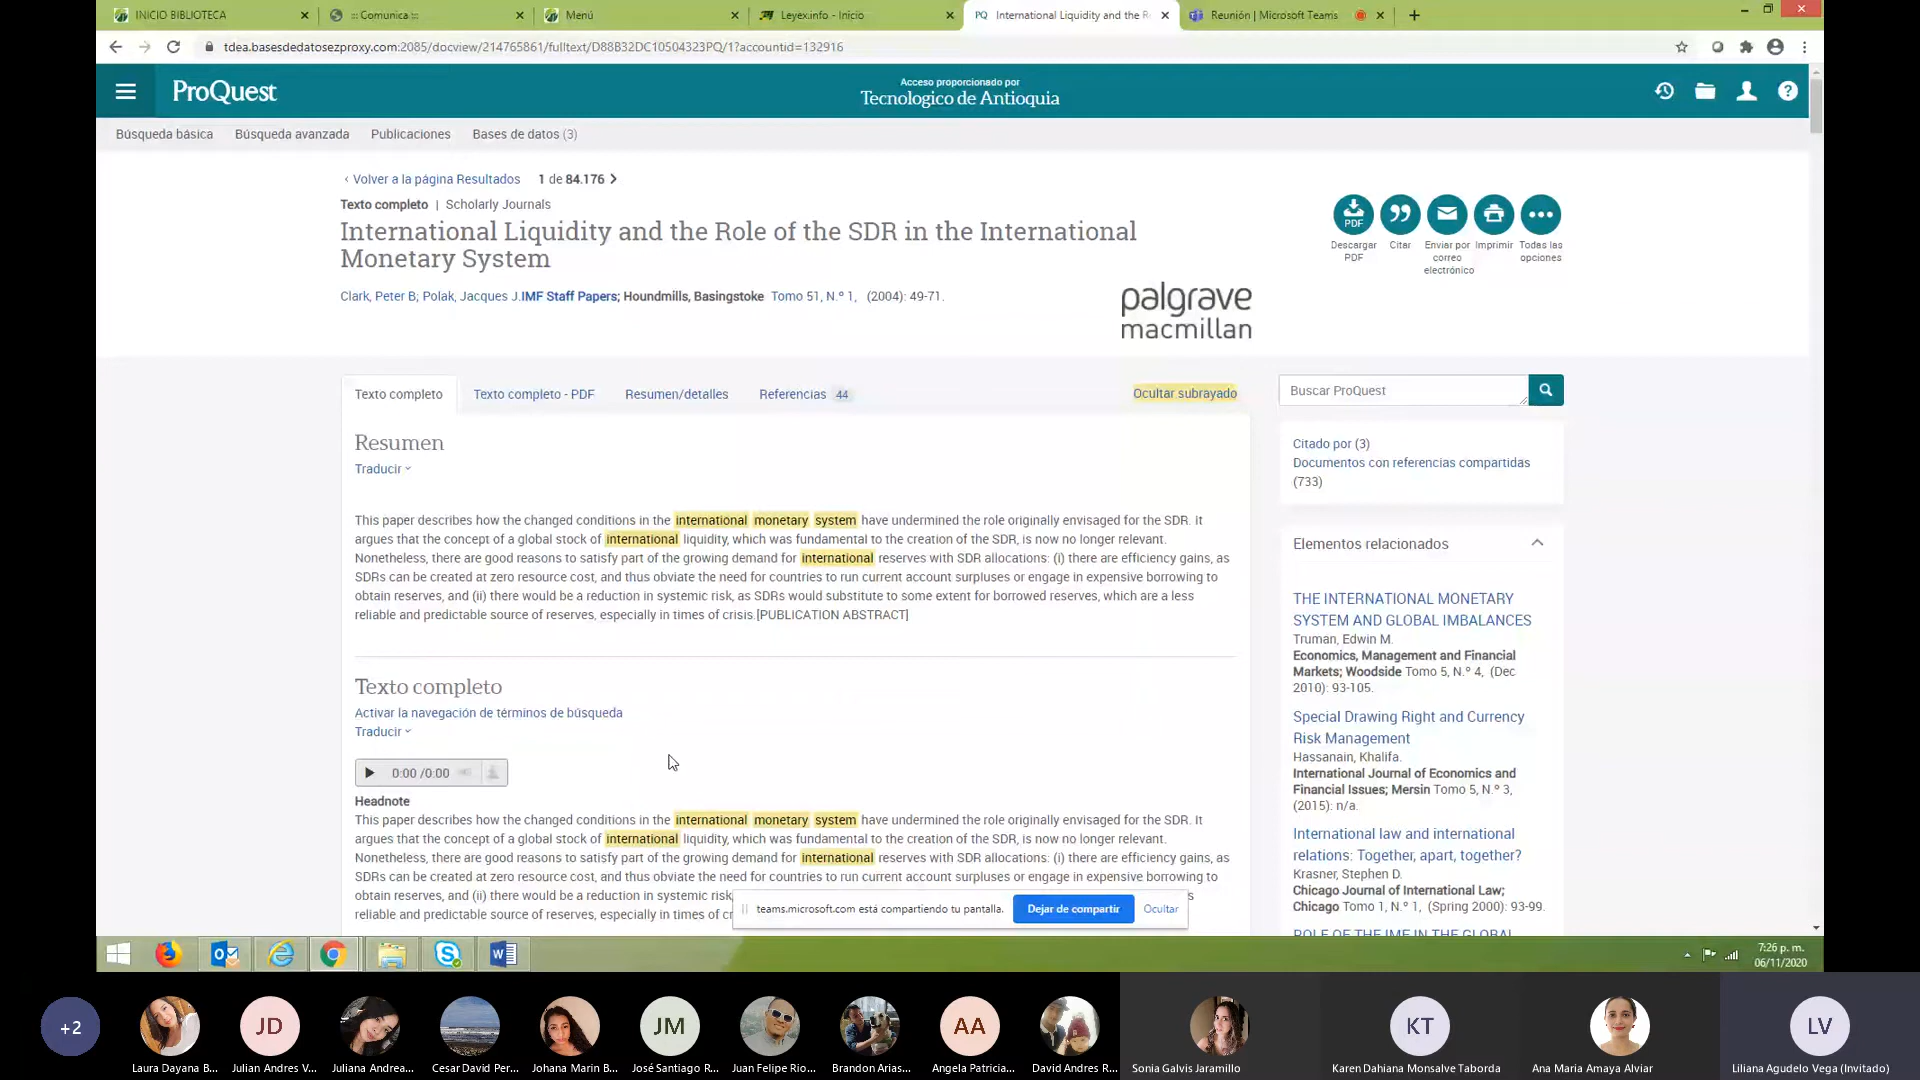 INICIO BIBLIOTECA
::: Comunica :::
Menú
Leyex.info - Inicio
International Liquidity and the R
Reunión | Microsoft Teams
tdea.basesdedatosezproxy.com:2085/docview/214765861/fulltext/D88B32DC10504323PQ/1?accountid=132916
ProQuest
Acceso proporcionado por
Tecnologico de Antioquia
Búsqueda básica
Búsqueda avanzada
Publicaciones
Bases de datos (3)
‹ Volver a la página Resultados
1 de 84.176
Texto completo | Scholarly Journals
International Liquidity and the Role of the SDR in the International
Monetary System
Clark, Peter B; Polak, Jacques J.IMF Staff Papers; Houndmills, Basingstoke Tomo 51, N.º 1, (2004): 49-71.
PDF
Descargar
PDF
Citar
Enviar por
correo
electrónico
Imprimir
Todas las
opciones
palgrave
macmillan
Texto completo
Texto completo - PDF
Resumen/detalles
Referencias 44
Ocultar subrayado
Resumen
Traducir
This paper describes how the changed conditions in the international monetary system have undermined the role originally envisaged for the SDR. It
argues that the concept of a global stock of international liquidity, which was fundamental to the creation of the SDR, is now no longer relevant.
Nonetheless, there are good reasons to satisfy part of the growing demand for international reserves with SDR allocations: (i) there are efficiency gains, as
SDRs can be created at zero resource cost, and thus obviate the need for countries to run current account surpluses or engage in expensive borrowing to
obtain reserves, and (ii) there would be a reduction in systemic risk, as SDRs would substitute to some extent for borrowed reserves, which are a less
reliable and predictable source of reserves, especially in times of crisis.[PUBLICATION ABSTRACT]
Texto completo
Activar la navegación de términos de búsqueda
Traducir
0:00 /0:00
Headnote
This paper describes how the changed conditions in the international monetary system have undermined the role originally envisaged for the SDR. It
argues that the concept of a global stock of international liquidity, which was fundamental to the creation of the SDR, is now no longer relevant.
Nonetheless, there are good reasons to satisfy part of the growing demand for international reserves with SDR allocations: (i) there are efficiency gains, as
SDRs can be created at zero resource cost, and thus obviate the need for countries to run current account surpluses or engage in expensive borrowing to
obtain reserves, and (ii) there would be a reduction in systemic risk
s
reliable and predictable source of reserves, especially in times of cr
teams.microsoft.com está compartiendo tu pantalla.
Dejar de compartir
Ocultar
Buscar ProQuest
Citado por (3)
Documentos con referencias compartidas
(733)
Elementos relacionados
THE INTERNATIONAL MONETARY
SYSTEM AND GLOBAL IMBALANCES
Truman, Edwin M.
Economics, Management and Financial
Markets; Woodside Tomo 5, N.º 4, (Dec
2010): 93-105.
Special Drawing Right and Currency
Risk Management
Hassanain, Khalifa.
International Journal of Economics and
Financial Issues; Mersin Tomo 5, N.º 3,
(2015): n/a.
International law and international
relations: Together, apart, together?
Krasner, Stephen D.
Chicago Journal of International Law;
Chicago Tomo 1, N.º 1, (Spring 2000): 93-99.
ROLE OF THE IMF IN THE GLOBAL
7:26 p. m.
06/11/2020
+2
JD
JM
AA
KT
LV
Laura Dayana B...
Julian Andres V...
Juliana Andrea...
Cesar David Per...
Johana Marin B...
José Santiago R...
Juan Felipe Rio...
Brandon Arias...
Angela Patricia...
David Andres R...
Sonia Galvis Jaramillo
Karen Dahiana Monsalve Taborda
Ana Maria Amaya Alviar
Liliana Agudelo Vega (Invitado)